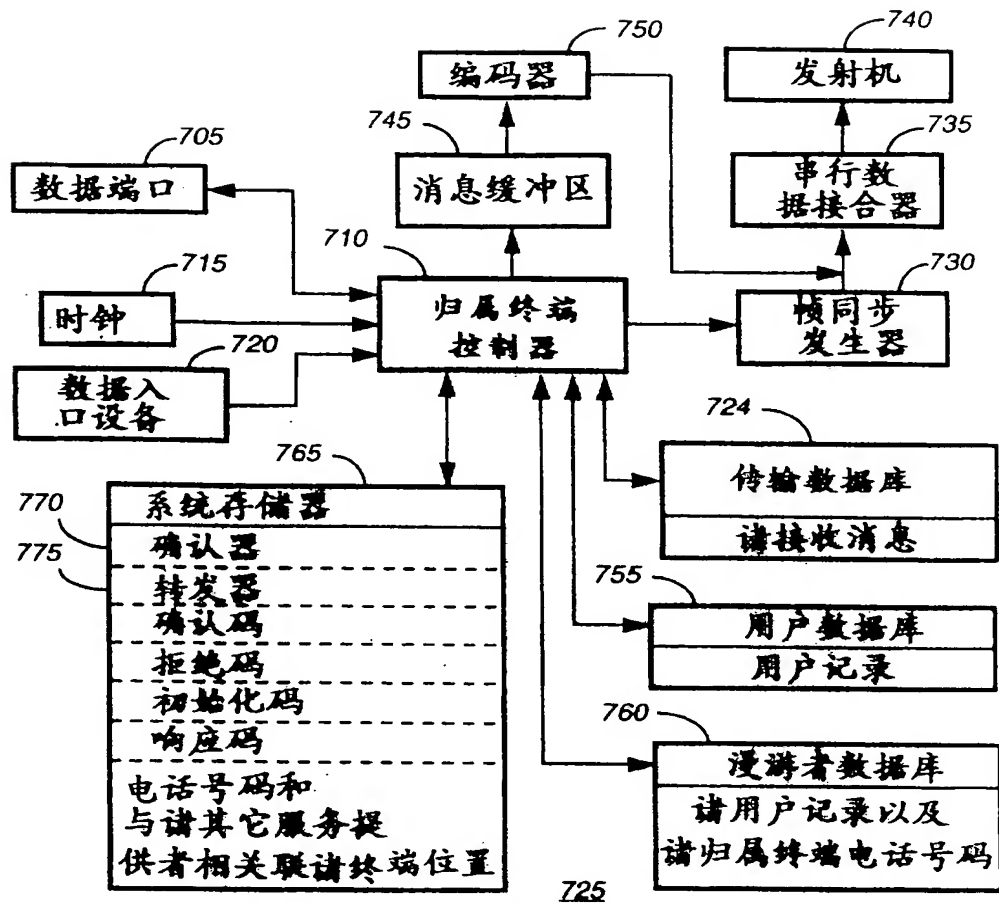 750
编码器
740
发射机
745
消息缓冲区
735
串行数
据接合器
705
数据端口
710
归属终端
控制器
730
帧同步
发生器
715
时钟
720
数据入
口设备
724
传输数据库
诸接收消息
765
系统存储器
770
确认器
775
转发器
确认码
拒绝码
初始化码
响应码
电话号码和
与诸其它服务提
供者相关联诸终端位置
755
用户数据库
用户记录
760
漫游者数据库
诸用户记录以及
诸归属终端电话号码
725